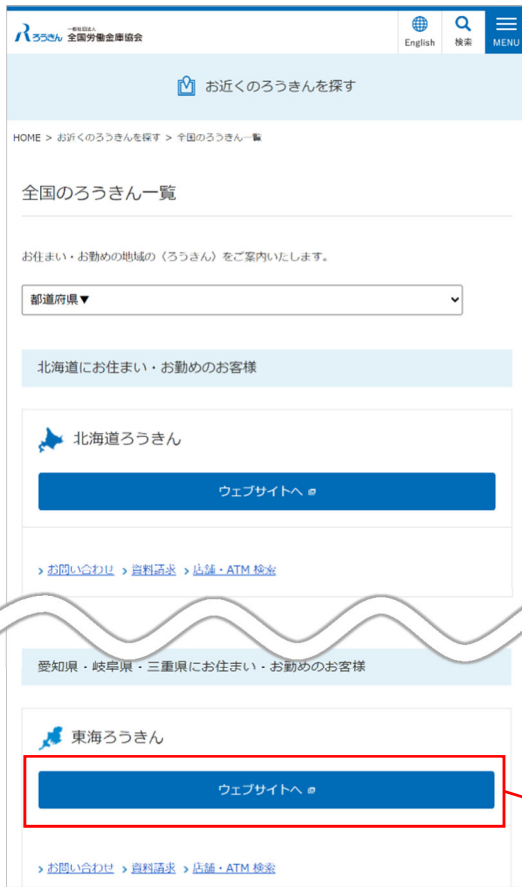 ろうきん 一般社団法人 全国労働金庫協会
English 検索 MENU
お近くのろうきんを探す
HOME > お近くのろうきんを探す > 全国のろうきん一覧
全国のろうきん一覧
お住まい・お勤めの地域の〈ろうきん〉をご案内いたします。
都道府県▼
北海道にお住まい・お勤めのお客様
北海道ろうきん
ウェブサイトへ
> お問い合わせ > 資料請求 > 店舗・ATM 検索
愛知県・岐阜県・三重県にお住まい・お勤めのお客様
東海ろうきん
ウェブサイトへ
> お問い合わせ > 資料請求 > 店舗・ATM 検索